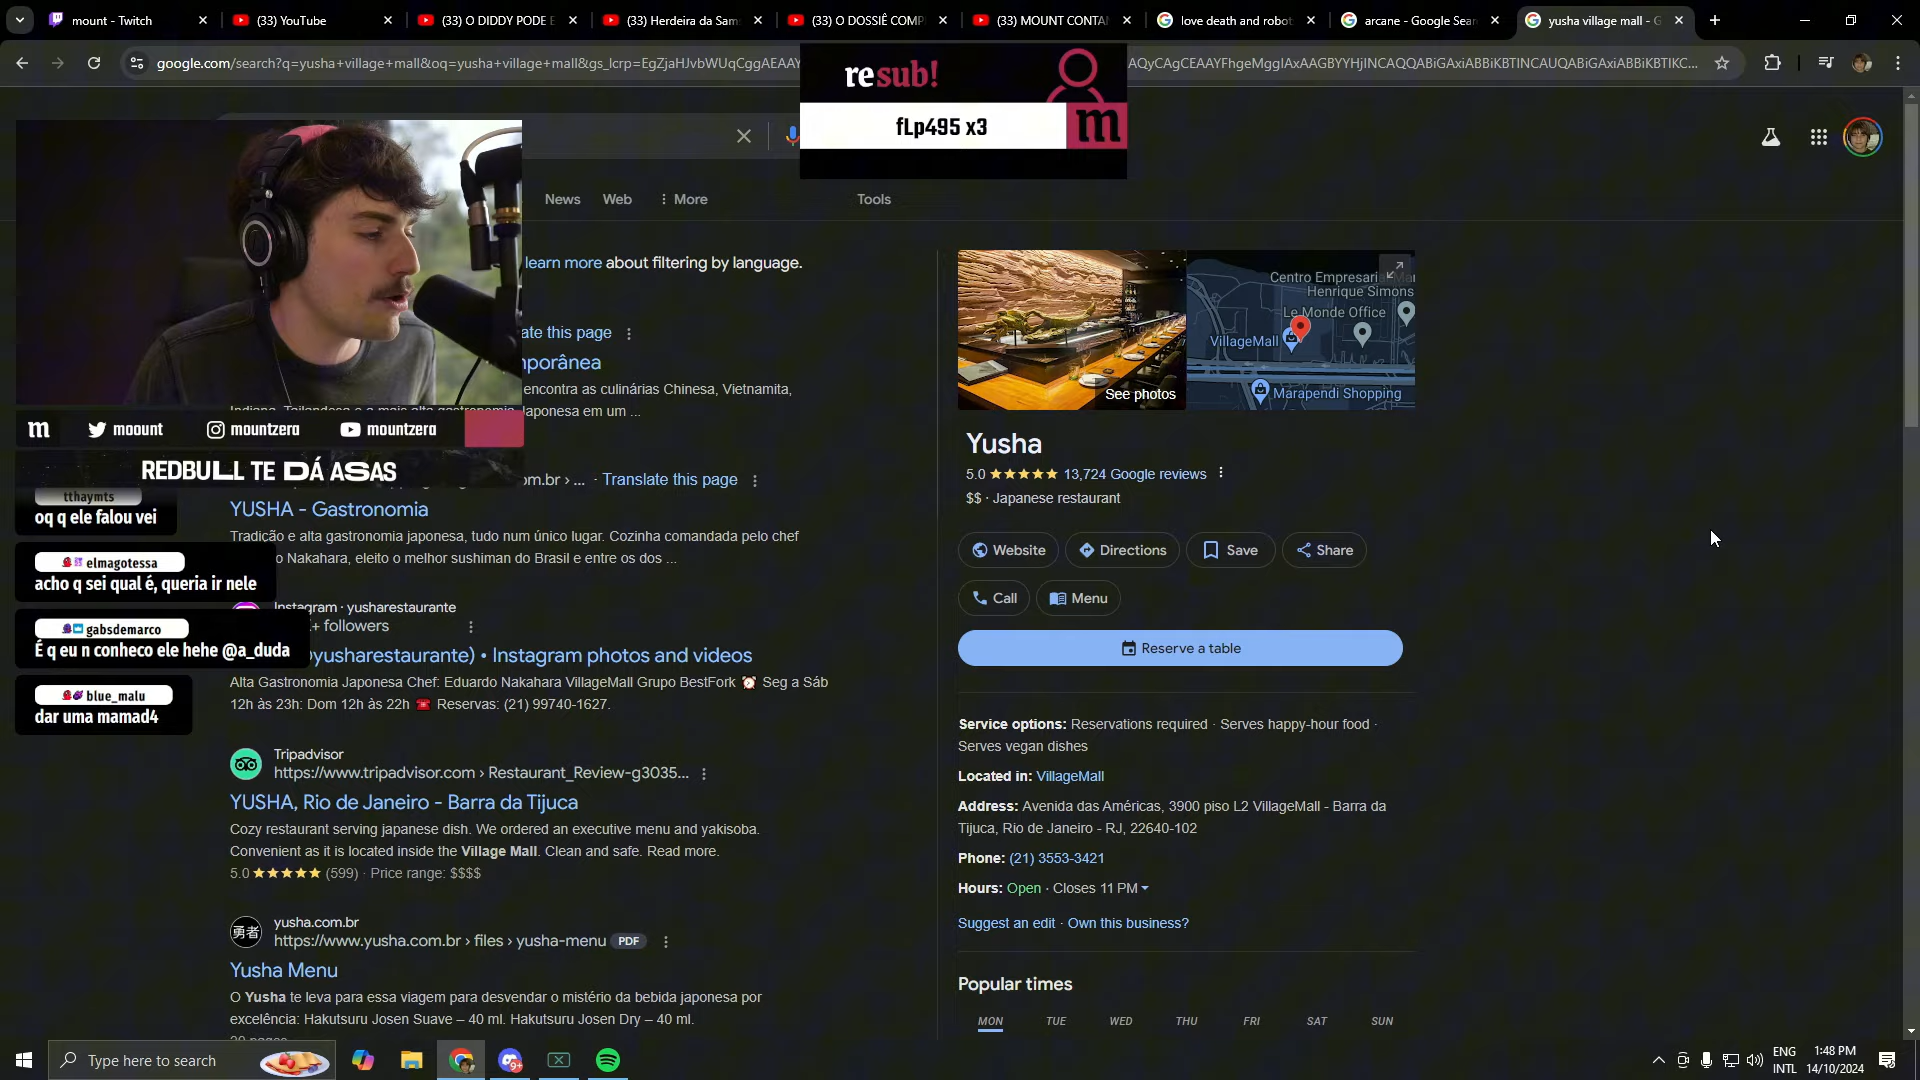 mount - Twitch
(33) YouTube
(33) O DIDDY PODE E
(33) Herdeira da Sam
(33) O DOSSIÊ COMP
(33) MOUNT CONTA
love death and robot
arcane - Google Sear
yusha village mall - G
google.com/search?q=yusha+village+mall&oq=yusha+village+mall&gs_lcrp=EgZjaHJvbWUqCggAEAAY
resub!
fLp495 x3
m
News
Web
More
Tools
learn more about filtering by language.
ate this page
nporânea
encontra as culinárias Chinesa, Vietnamita,
Japonesa em um ...
m
moount
mountzera
mountzera
REDBULL TE DÁ ASAS
om.br › ... · Translate this page
YUSHA - Gastronomia
Tradição e alta gastronomia japonesa, tudo num único lugar. Cozinha comandada pelo chef
o Nakahara, eleito o melhor sushiman do Brasil e entre os dos ...
tthaymts
oq q ele falou vei
elmagotessa
acho q sei qual é, queria ir nele
gabsdemarco
É q eu n conheco ele hehe @a_duda
blue_malu
dar uma mamad4
Instagram · yusharestaurante
+ followers
yusharestaurante) • Instagram photos and videos
Alta Gastronomia Japonesa Chef: Eduardo Nakahara VillageMall Grupo BestFork ⏰ Seg a Sáb
12h às 23h: Dom 12h às 22h ☎️ Reservas: (21) 99740-1627.
Tripadvisor
https://www.tripadvisor.com › Restaurant_Review-g3035...
YUSHA, Rio de Janeiro - Barra da Tijuca
Cozy restaurant serving japanese dish. We ordered an executive menu and yakisoba.
Convenient as it is located inside the Village Mall. Clean and safe. Read more.
5.0 ★★★★★ (599) · Price range: $$$$
勇者
yusha.com.br
https://www.yusha.com.br › files › yusha-menu PDF
Yusha Menu
O Yusha te leva para essa viagem para desvendar o mistério da bebida japonesa por
excelência: Hakutsuru Josen Suave – 40 ml. Hakutsuru Josen Dry – 40 ml.
See photos
Centro Empresaria
Henrique Simons
Le Monde Office
VillageMall
Marapendi Shopping
Yusha
5.0 ★★★★★ 13,724 Google reviews
$$ · Japanese restaurant
Website
Directions
Save
Share
Call
Menu
Reserve a table
Service options: Reservations required · Serves happy-hour food ·
Serves vegan dishes
Located in: VillageMall
Address: Avenida das Américas, 3900 piso L2 VillageMall - Barra da
Tijuca, Rio de Janeiro - RJ, 22640-102
Phone: (21) 3553-3421
Hours: Open · Closes 11 PM
Suggest an edit · Own this business?
Popular times
MON TUE WED THU FRI SAT SUN
Type here to search
9+
ENG
INTL
1:48 PM
14/10/2024